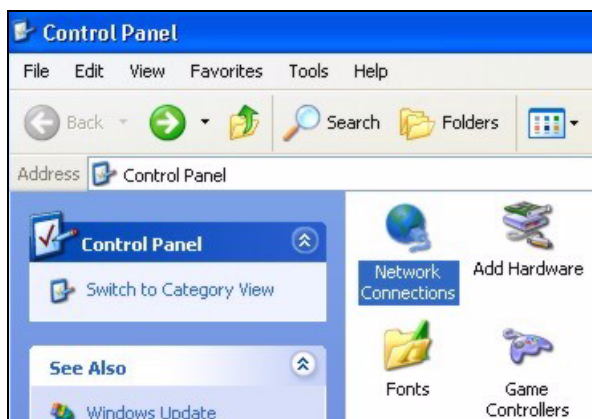 Control Panel
File Edit View Favorites Tools Help
Back Search Folders
Address Control Panel
Control Panel
Switch to Category View
See Also
Windows Update
Network
Connections
Add Hardware
Fonts
Game
Controllers